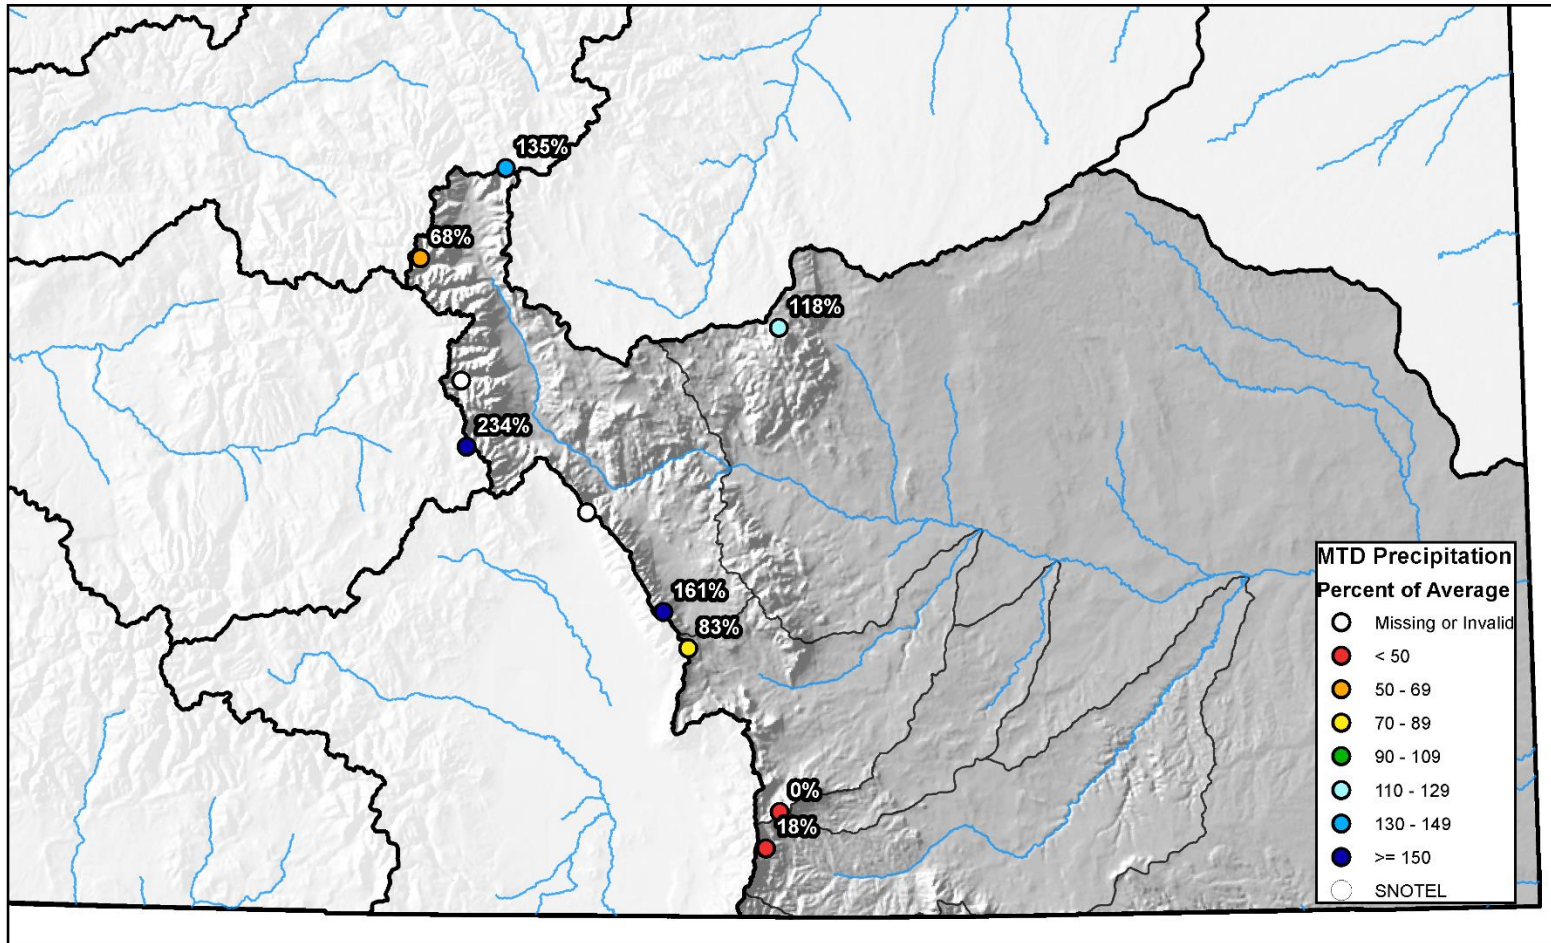 135%
68%
118%
234%
161%
83%
0%
18%
MTD Precipitation
Percent of Average
Missing or Invalid
< 50
50 - 69
70 - 89
90 - 109
110 - 129
130 - 149
>= 150
SNOTEL